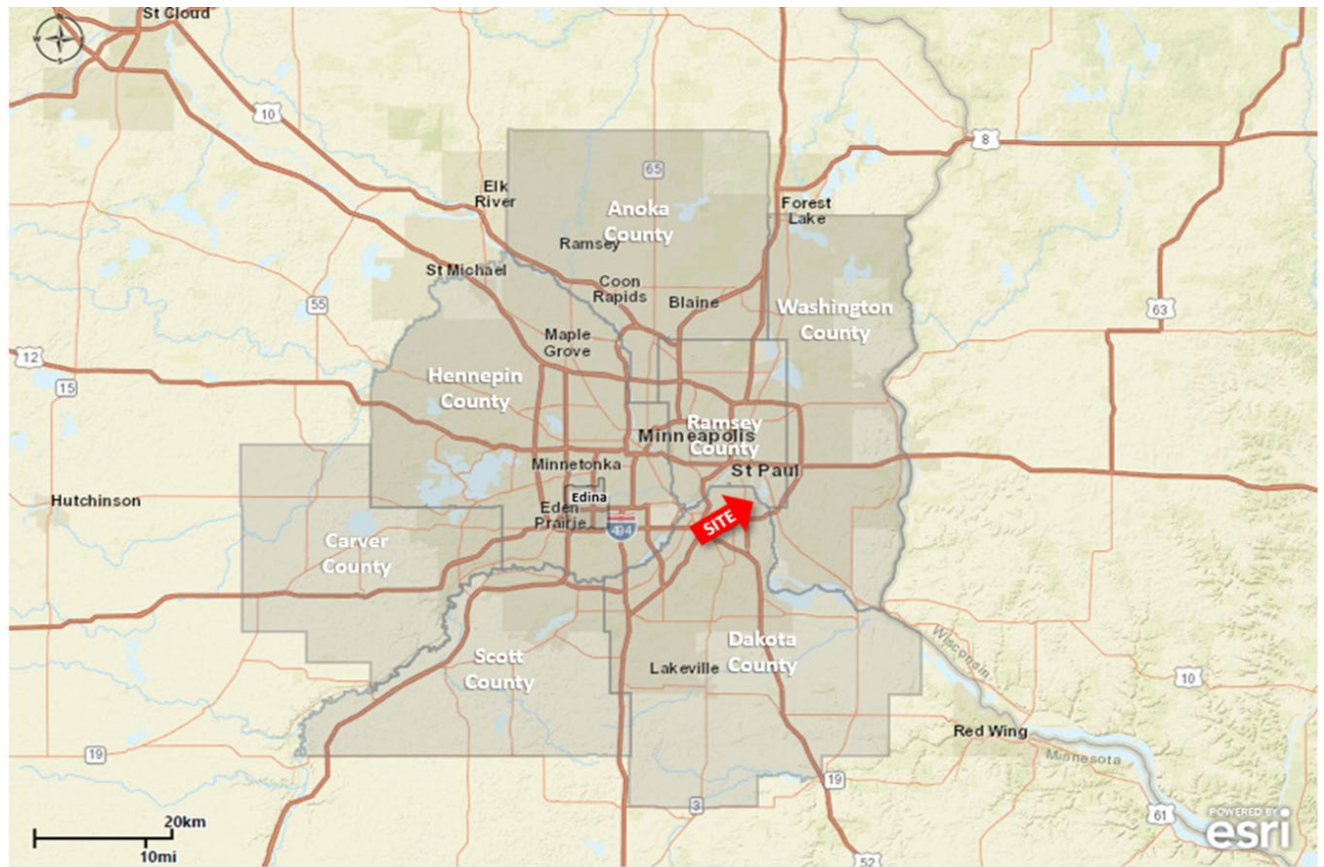 St Cloud
N
W
E
S
10
8
65
Elk
River
Anoka
County
Forest
Lake
Ramsey
St Michael
Coon
Rapids
Blaine
Washington
County
55
63
Maple
Grove
12
15
Hennepin
County
Ramsey
County
Minneapolis
Minnetonka
St Paul
Hutchinson
Edina
Eden
Prairie
494
SITE
Carver
County
Dakota
County
Scott
County
Lakeville
Wisconsin
10
Red Wing
Minnesota
19
19
3
61
52
20km
10mi
POWERED BY
esri